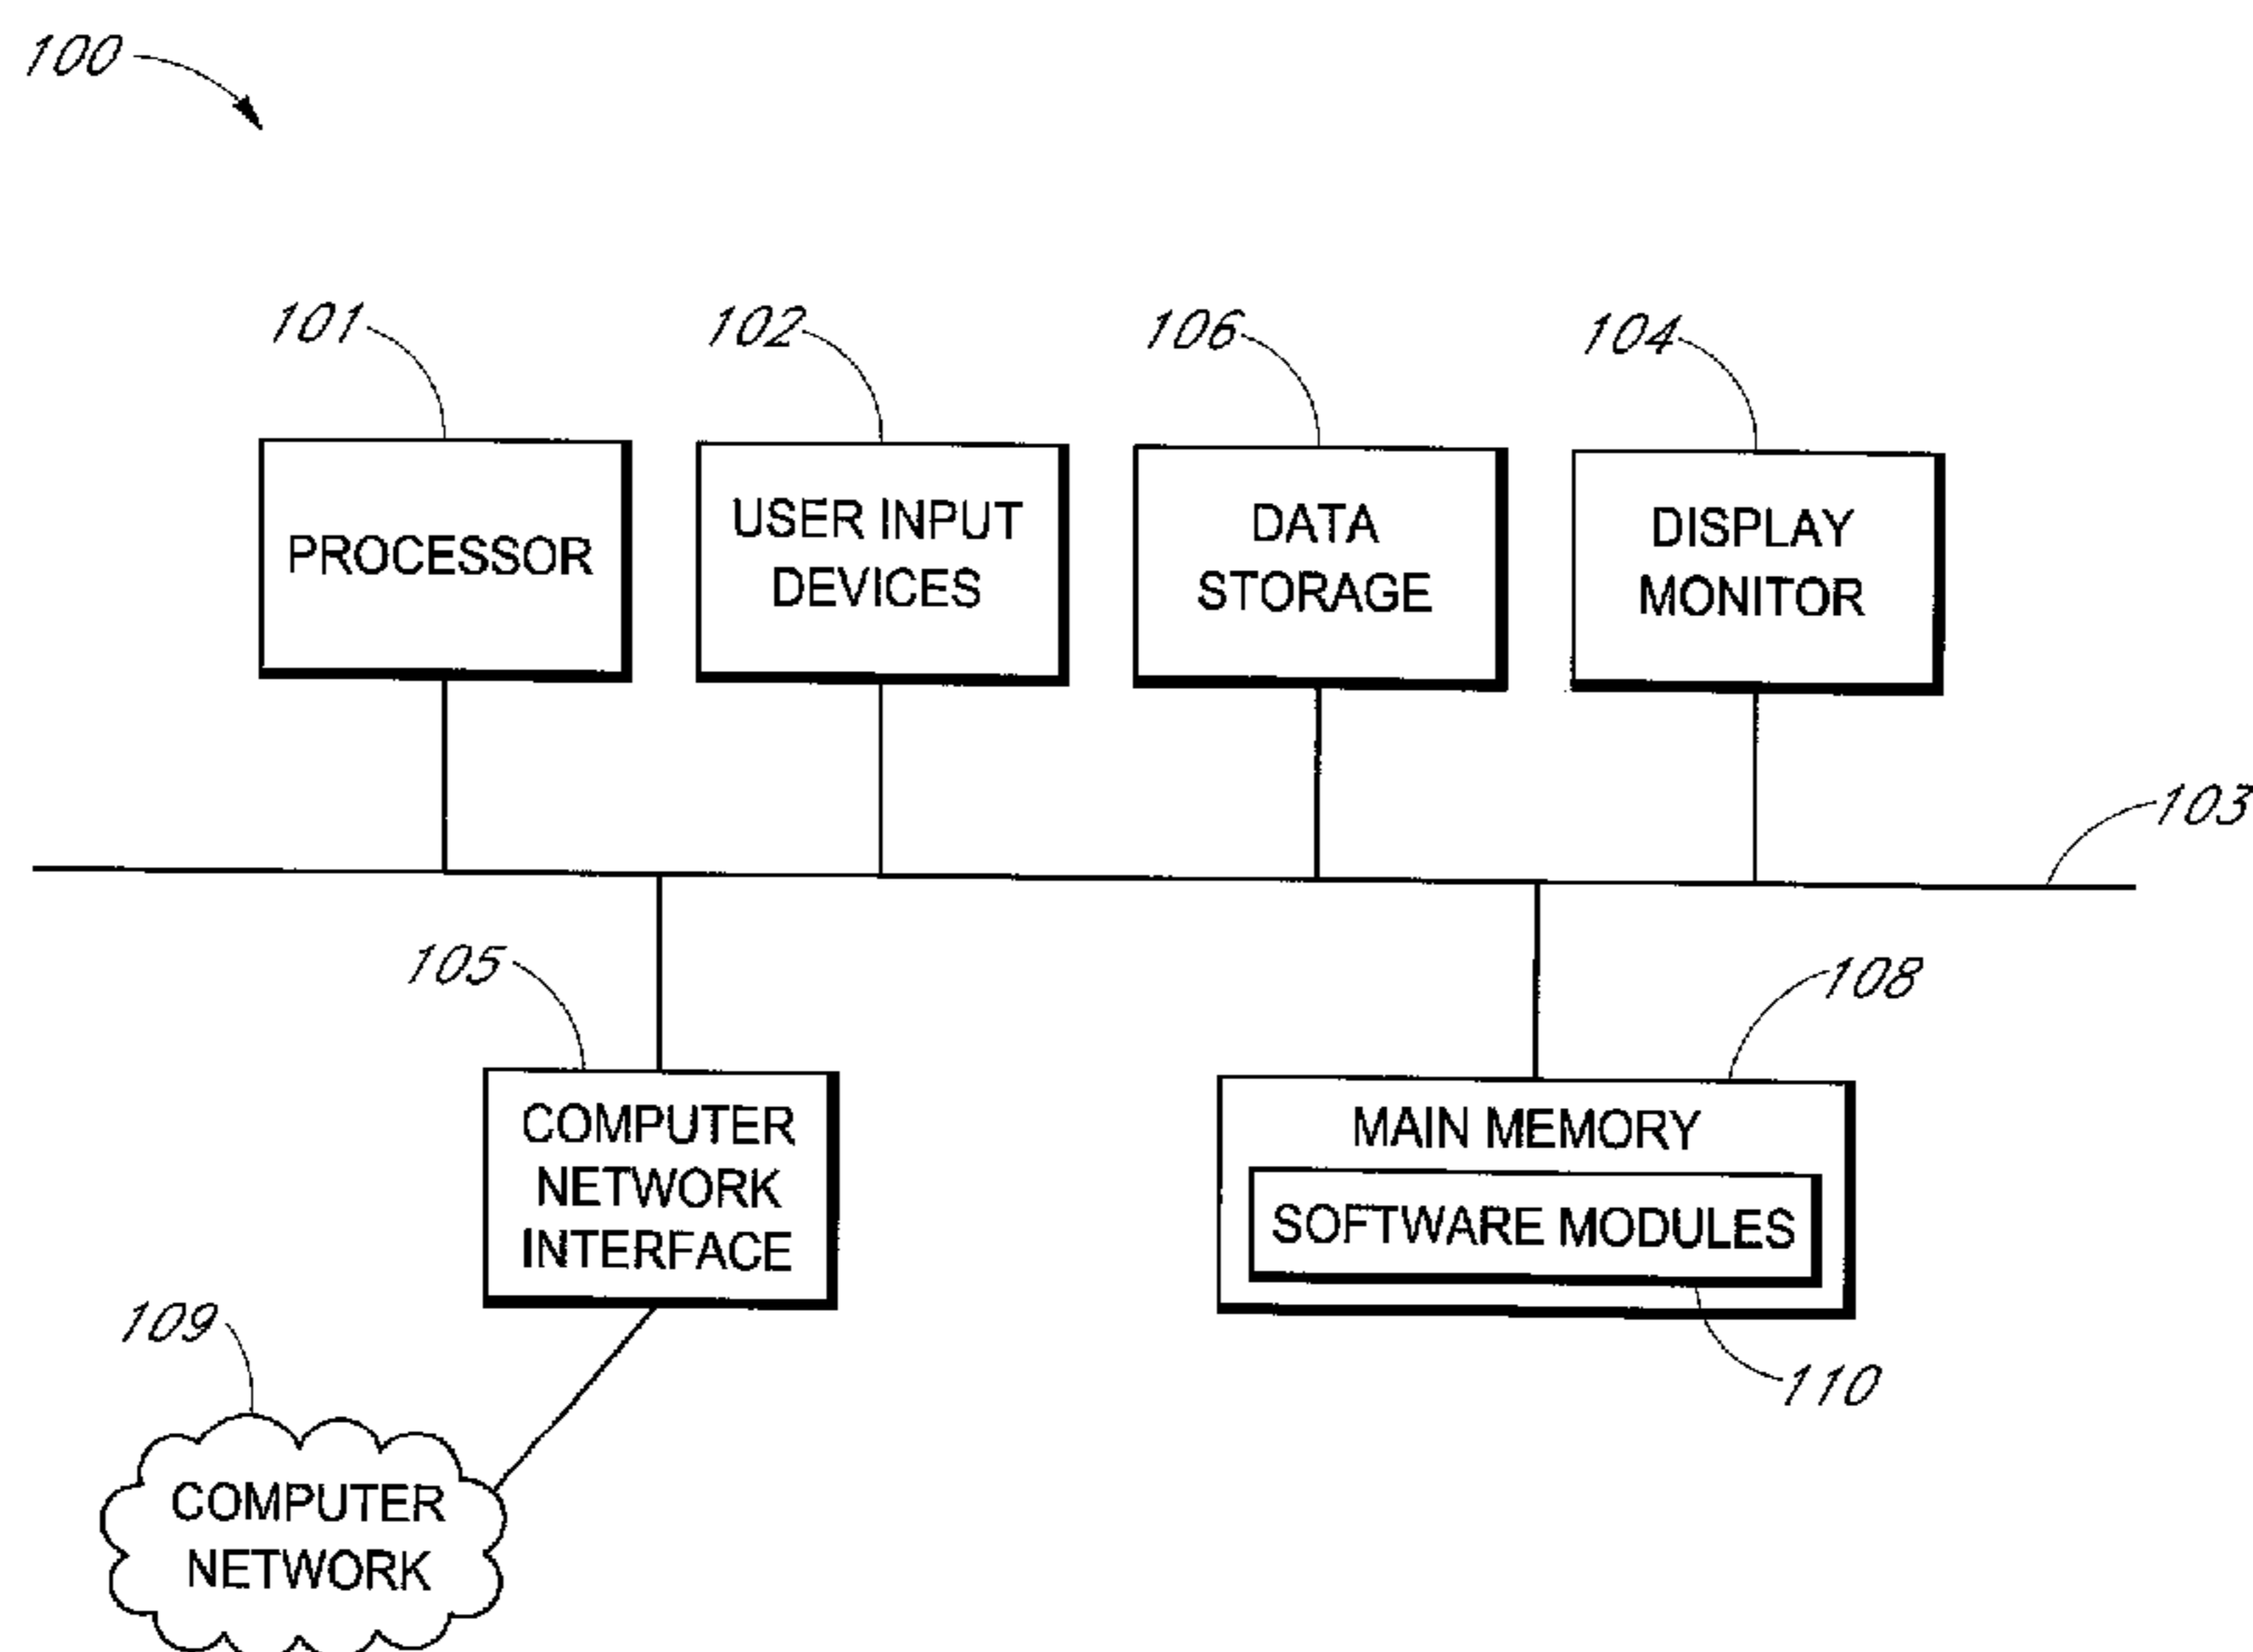 100
101
102
106
104
PROCESSOR
USER INPUT
DEVICES
DATA
STORAGE
DISPLAY
MONITOR
103
105
108
COMPUTER
NETWORK
INTERFACE
MAIN MEMORY
SOFTWARE MODULES
109
110
COMPUTER
NETWORK